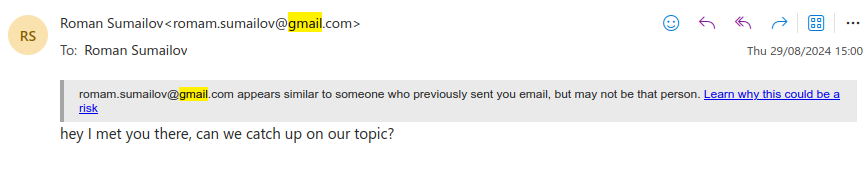 RS
Roman Sumailov<romam.sumailov@gmail.com>
To: Roman Sumailov
Thu 29/08/2024 15:00
romam.sumailov@gmail.com appears similar to someone who previously sent you email, but may not be that person. Learn why this could be a
risk
hey I met you there, can we catch up on our topic?